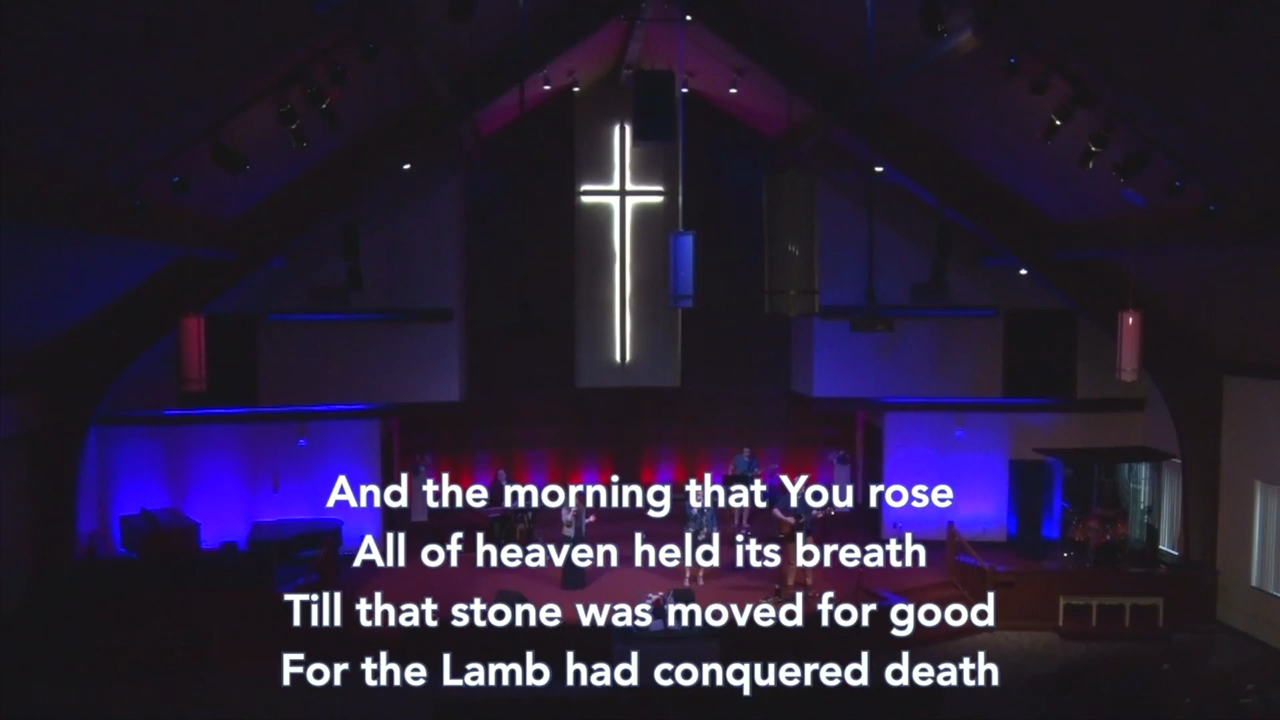 And the morning that You rose
All of heaven held its breath
Till that stone was moved for good
For the Lamb had conquered death